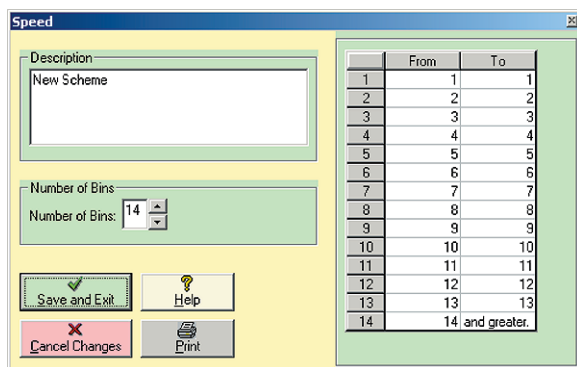 Speed
Description
New Scheme
Number of Bins
Number of Bins: 14
Save and Exit
Help
Cancel Changes
Print
From To
1 1 1
2 2 2
3 3 3
4 4 4
5 5 5
6 6 6
7 7 7
8 8 8
9 9 9
10 10 10
11 11 11
12 12 12
13 13 13
14 14 and greater.